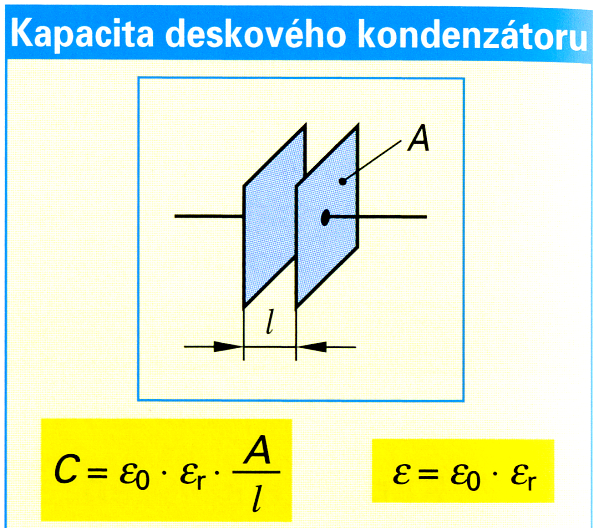 Kapacita deskového kondenzátoru
A
l
C = ε₀ · εᵣ · A / l
ε = ε₀ · εᵣ